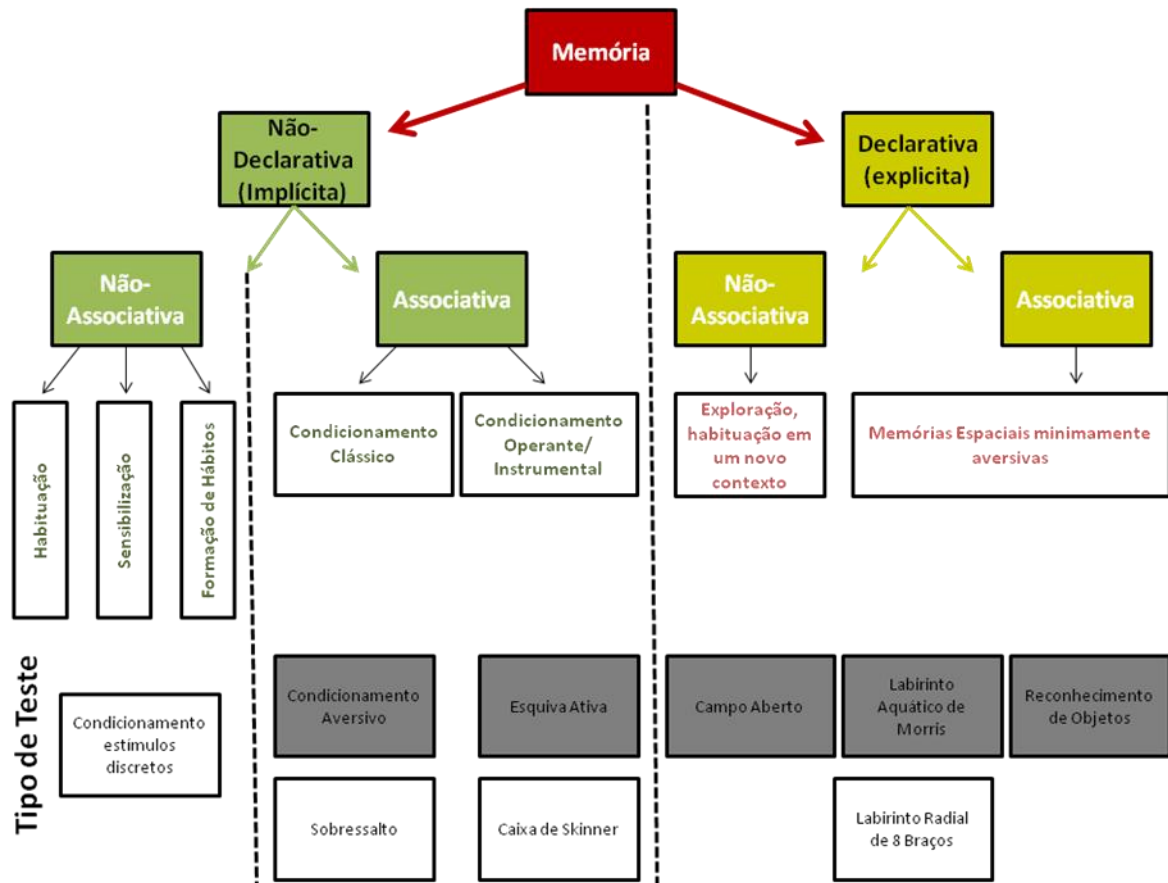 Memória
Não-
Declarativa
(Implícita)
Declarativa
(explicita)
Não-
Associativa
Associativa
Não-
Associativa
Associativa
Habituação
Sensibilização
Formação de Hábitos
Condicionamento
Clássico
Condicionamento
Operante/
Instrumental
Exploração,
habituação em
um novo
contexto
Memórias Espaciais minimamente
aversivas
Tipo de Teste
Condicionamento
estímulos
discretos
Condicionamento
Aversivo
Esquiva Ativa
Campo Aberto
Labirinto
Aquático de
Morris
Reconhecimento
de Objetos
Sobressalto
Caixa de Skinner
Labirinto Radial
de 8 Braços